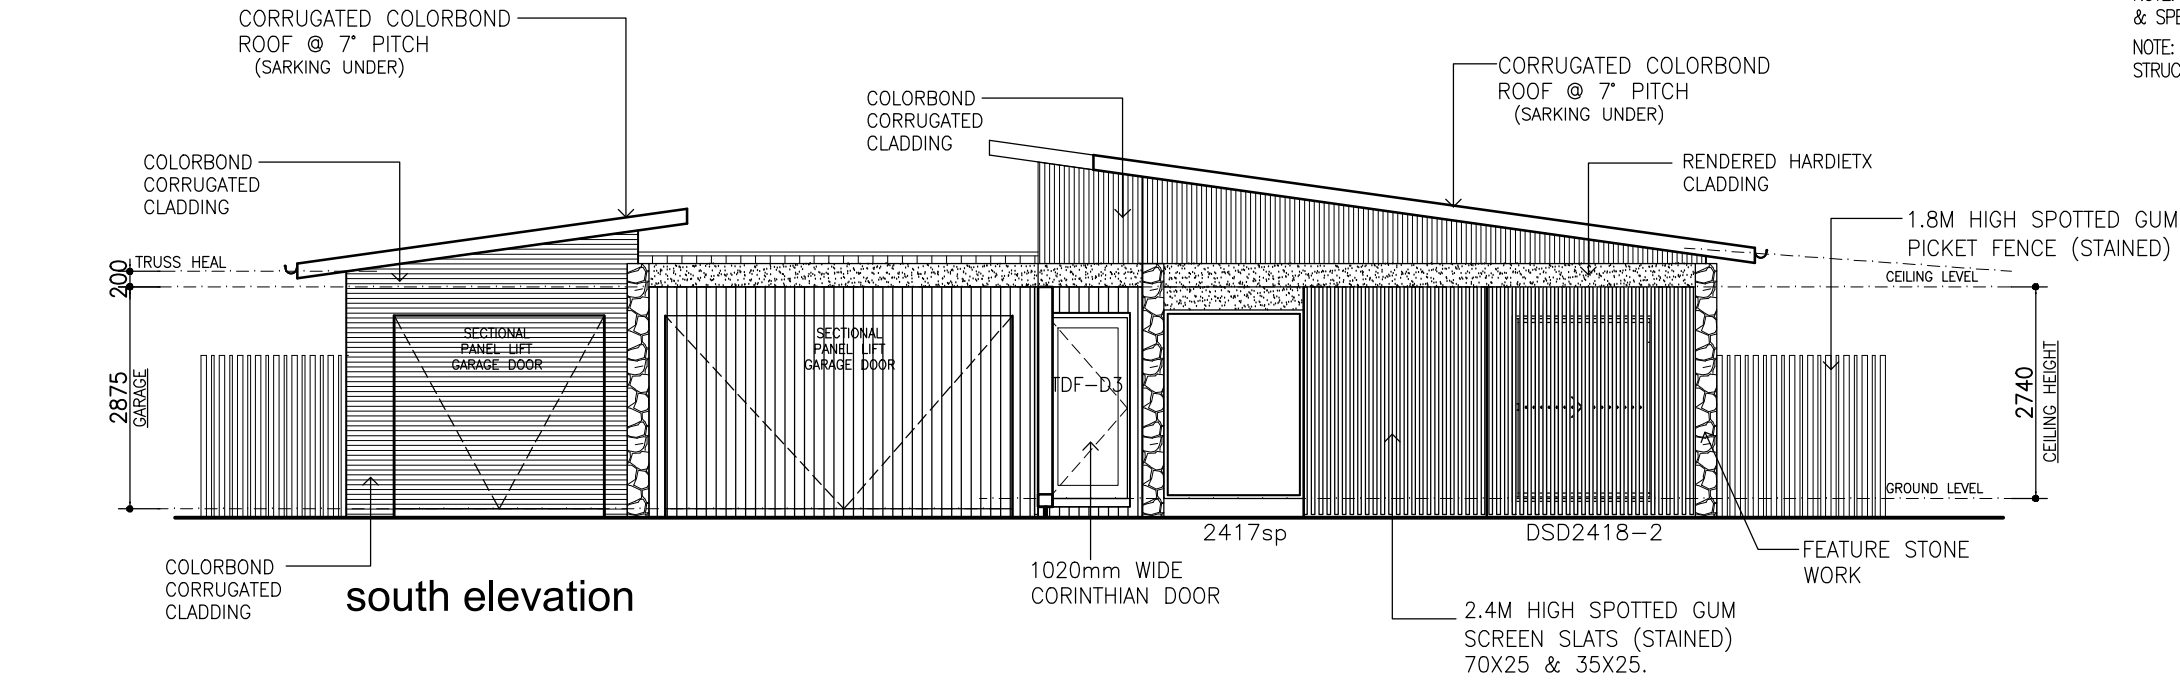 CORRUGATED COLORBOND
ROOF @ 7° PITCH
(SARKING UNDER)
& SPE
NOTE:
STRUC
CORRUGATED COLORBOND
ROOF @ 7° PITCH
(SARKING UNDER)
COLORBOND
CORRUGATED
CLADDING
COLORBOND
CORRUGATED
CLADDING
RENDERED HARDIETX
CLADDING
1.8M HIGH SPOTTED GUM
PICKET FENCE (STAINED)
TRUSS HEAL
200
CEILING LEVEL
SECTIONAL
PANEL LIFT
GARAGE DOOR
SECTIONAL
PANEL LIFT
GARAGE DOOR
TDF-D3
2875
GARAGE
2740
CEILING HEIGHT
GROUND LEVEL
2417sp
DSD2418-2
FEATURE STONE
WORK
COLORBOND
CORRUGATED
CLADDING
south elevation
1020mm WIDE
CORINTHIAN DOOR
2.4M HIGH SPOTTED GUM
SCREEN SLATS (STAINED)
70X25 & 35X25.